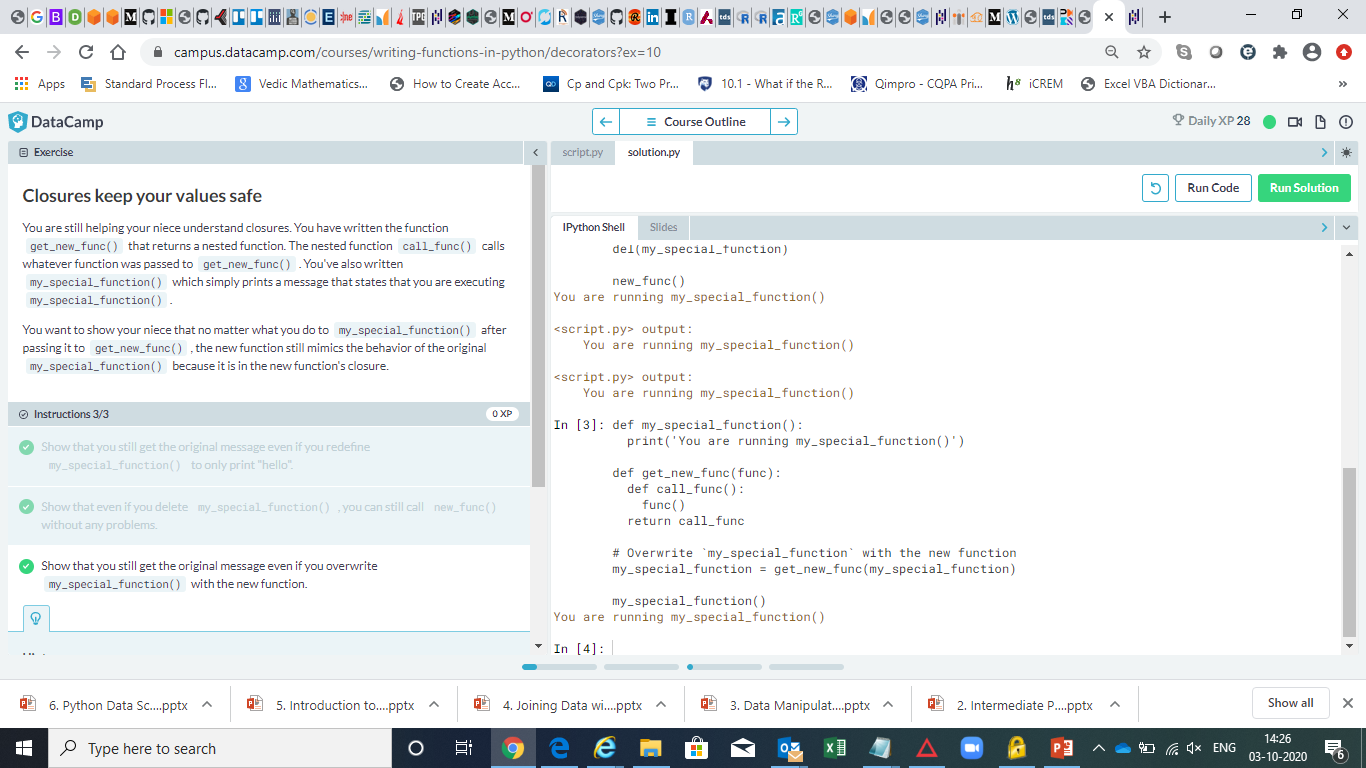 campus.datacamp.com/courses/writing-functions-in-python/decorators?ex=10
Apps
Standard Process Fl...
Vedic Mathematics...
How to Create Acc...
Cp and Cpk: Two Pr...
10.1 - What if the R...
Qimpro - CQPA Pri...
iCREM
Excel VBA Dictionar...
DataCamp
Course Outline
Daily XP 28
Exercise
script.py
solution.py
Closures keep your values safe
You are still helping your niece understand closures. You have written the function
get_new_func() that returns a nested function. The nested function call_func() calls
whatever function was passed to get_new_func() . You've also written
my_special_function() which simply prints a message that states that you are executing
my_special_function() .
You want to show your niece that no matter what you do to my_special_function() after
passing it to get_new_func() , the new function still mimics the behavior of the original
my_special_function() because it is in the new function's closure.
Instructions 3/3
0 XP
Show that you still get the original message even if you redefine
my_special_function() to only print "hello".
Show that even if you delete my_special_function() , you can still call new_func()
without any problems.
Show that you still get the original message even if you overwrite
my_special_function() with the new function.
Run Code
Run Solution
IPython Shell
Slides
del(my_special_function)
new_func()
You are running my_special_function()
<script.py> output:
You are running my_special_function()
<script.py> output:
You are running my_special_function()
In [3]: def my_special_function():
print('You are running my_special_function()')
def get_new_func(func):
def call_func():
func()
return call_func
# Overwrite `my_special_function` with the new function
my_special_function = get_new_func(my_special_function)
my_special_function()
You are running my_special_function()
In [4]:
6. Python Data Sc....pptx
5. Introduction to....pptx
4. Joining Data wi....pptx
3. Data Manipulat....pptx
2. Intermediate P....pptx
Show all
Type here to search
ENG
14:26
03-10-2020
6